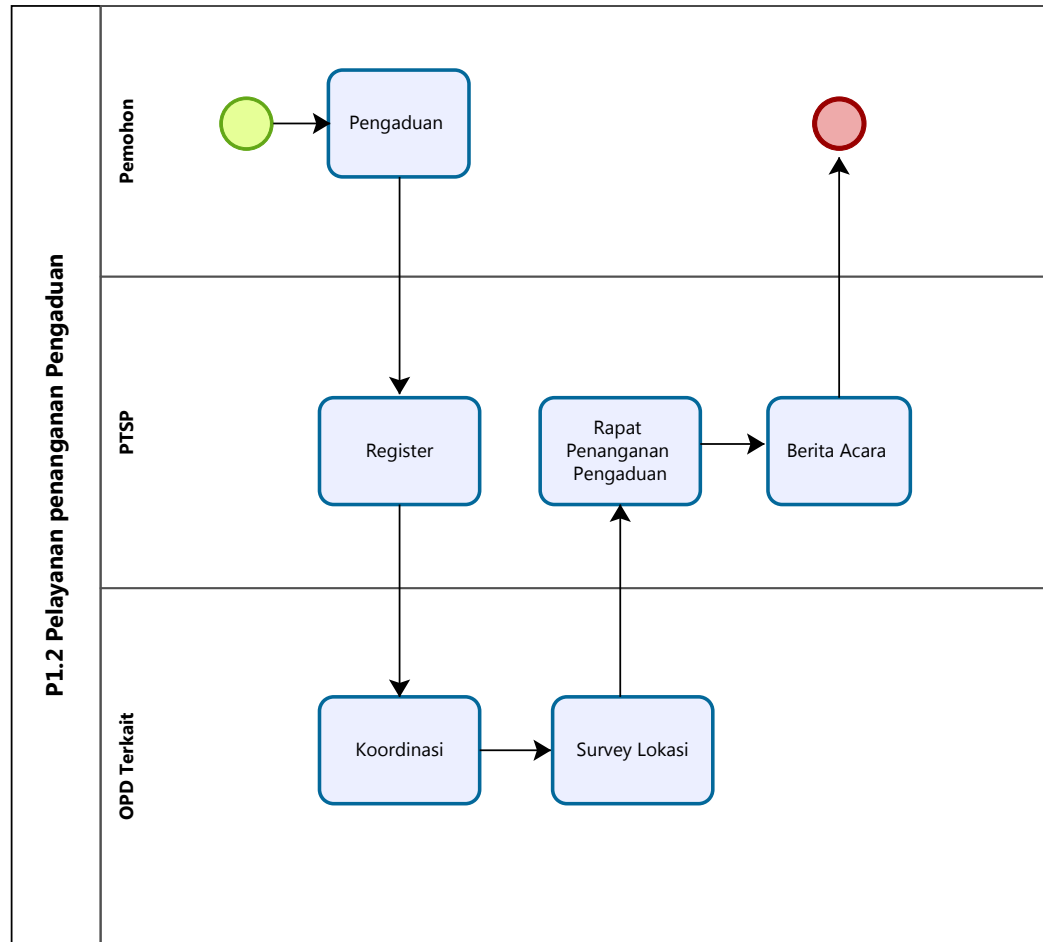 P1.2 Pelayanan penanganan Pengaduan
Pemohon
Pengaduan
PTSP
Register
Rapat
Penanganan
Pengaduan
Berita Acara
OPD Terkait
Koordinasi
Survey Lokasi